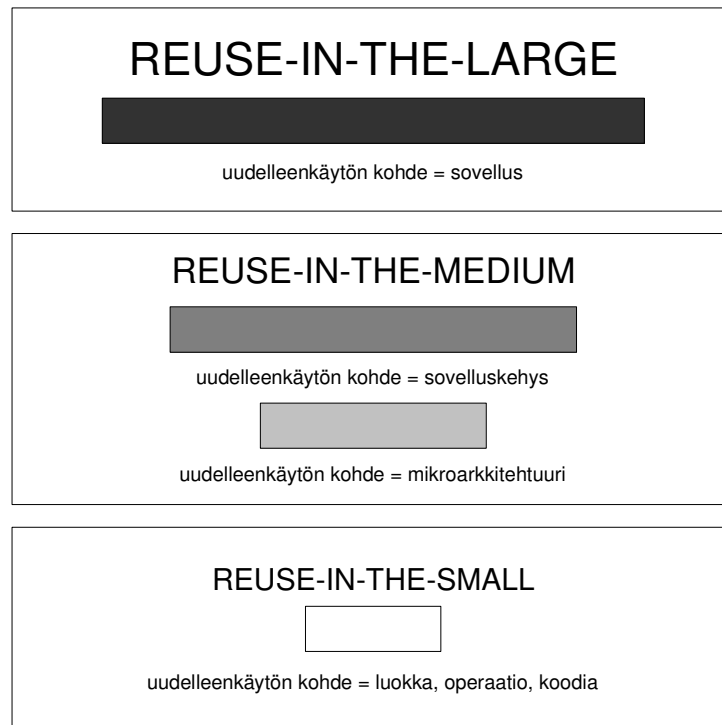 REUSE-IN-THE-LARGE
uudelleenkäytön kohde = sovellus
REUSE-IN-THE-MEDIUM
uudelleenkäytön kohde = sovelluskehys
uudelleenkäytön kohde = mikroarkkitehtuuri
REUSE-IN-THE-SMALL
uudelleenkäytön kohde = luokka, operaatio, koodia